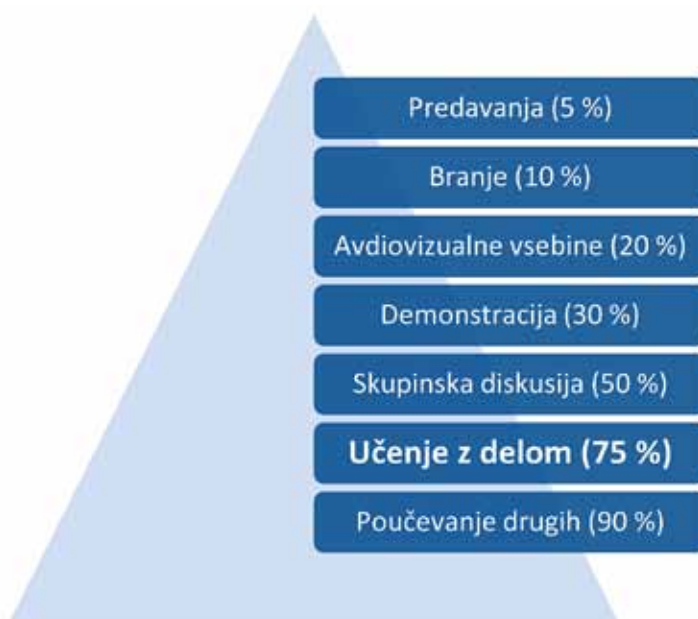 Predavanja (5 %)
Branje (10 %)
Avdiovizualne vsebine (20 %)
Demonstracija (30 %)
Skupinska diskusija (50 %)
Učenje z delom (75 %)
Poučevanje drugih (90 %)